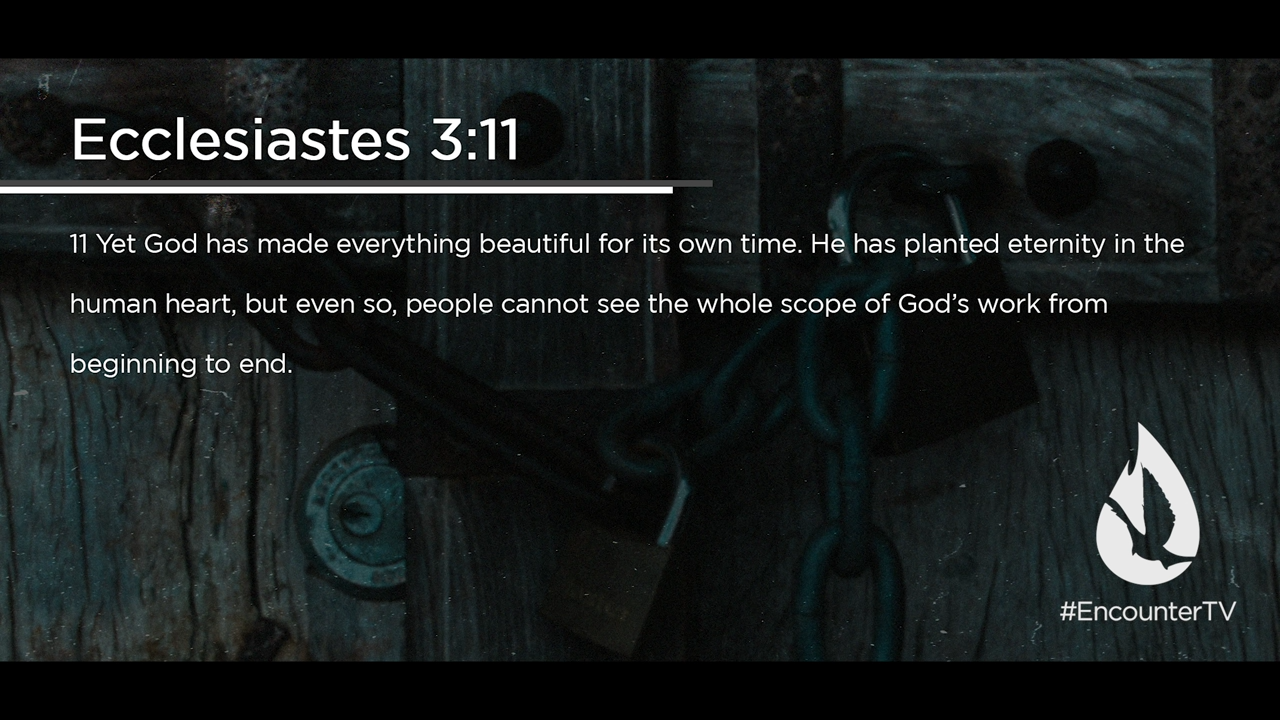 Ecclesiastes 3:11
11 Yet God has made everything beautiful for its own time. He has planted eternity in the
human heart, but even so, people cannot see the whole scope of God’s work from
beginning to end.
#EncounterTV